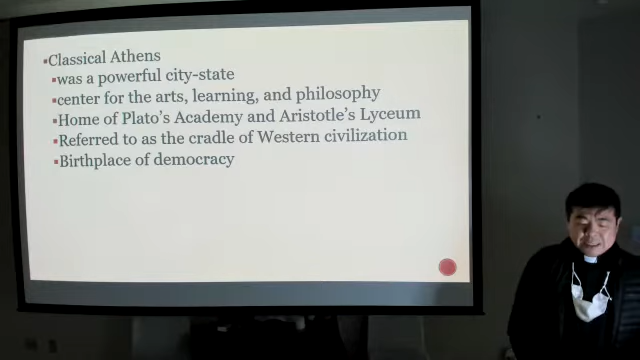 Classical Athens
was a powerful city-state
center for the arts, learning, and philosophy
Home of Plato's Academy and Aristotle's Lyceum
Referred to as the cradle of Western civilization
Birthplace of democracy